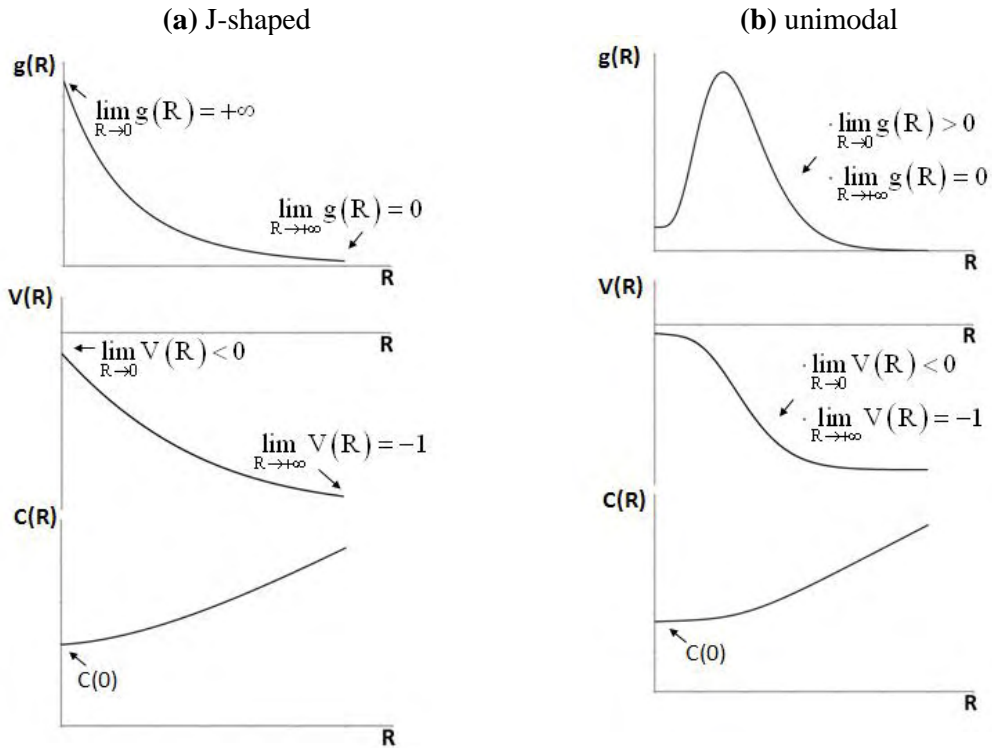 (a) J-shaped
g(R)
lim R→0 g(R) = +∞
lim R→+∞ g(R) = 0
R
V(R)
R
lim R→0 V(R) < 0
lim R→+∞ V(R) = −1
C(R)
C(0)
R
(b) unimodal
g(R)
· lim R→0 g(R) > 0
· lim R→+∞ g(R) = 0
R
V(R)
R
· lim R→0 V(R) < 0
· lim R→+∞ V(R) = −1
C(R)
C(0)
R